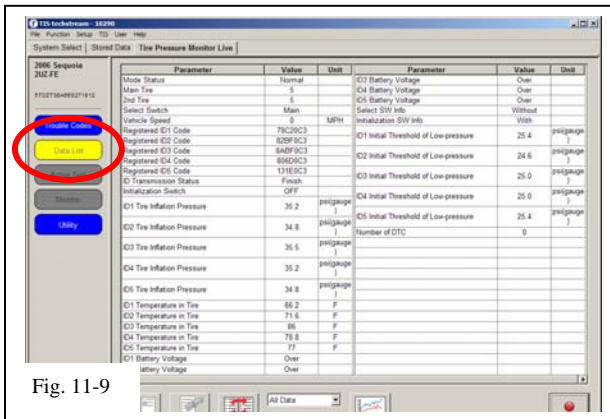 TIS techstream - 10290
File Function Setup TIS User Help
System Select Stored Data Tire Pressure Monitor Live
2006 Sequoia
2UZ-FE
Trouble Codes
Data List
Active Test
Monitor
Utility
Parameter Value Unit
Mode Status Normal
Main Tire 5
2nd Tire 5
Select Switch Main
Vehicle Speed 0 MPH
Registered ID1 Code 78C20C3
Registered ID2 Code 82BF0C3
Registered ID3 Code 8ABF0C3
Registered ID4 Code 806D0C3
Registered ID5 Code 131E0C3
ID Transmission Status Finish
Initialization Switch OFF
ID1 Tire Inflation Pressure 35.2 psi(gauge)
ID2 Tire Inflation Pressure 34.8 psi(gauge)
ID3 Tire Inflation Pressure 35.5 psi(gauge)
ID4 Tire Inflation Pressure 35.2 psi(gauge)
ID5 Tire Inflation Pressure 34.8 psi(gauge)
ID1 Temperature in Tire 66.2 F
ID2 Temperature in Tire 71.6 F
ID3 Temperature in Tire 86 F
ID4 Temperature in Tire 78.8 F
ID5 Temperature in Tire 77 F
ID1 Battery Voltage Over
Battery Voltage Over
Parameter Value Unit
ID3 Battery Voltage Over
ID4 Battery Voltage Over
ID5 Battery Voltage Over
Select SW Info Without
Initialization SW Info With
ID1 Initial Threshold of Low-pressure 25.4 psi(gauge)
ID2 Initial Threshold of Low-pressure 24.6 psi(gauge)
ID3 Initial Threshold of Low-pressure 25.0 psi(gauge)
ID4 Initial Threshold of Low-pressure 25.0 psi(gauge)
ID5 Initial Threshold of Low-pressure 25.4 psi(gauge)
Number of DTC 0
All Data
Fig. 11-9